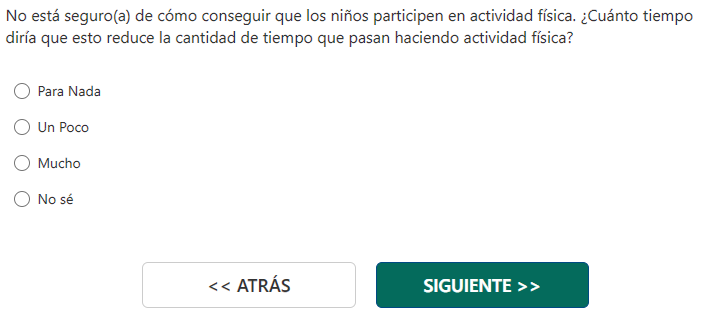 No está seguro(a) de cómo conseguir que los niños participen en actividad física. ¿Cuánto tiempo
diría que esto reduce la cantidad de tiempo que pasan haciendo actividad física?
Para Nada
Un Poco
Mucho
No sé
<< ATRÁS
SIGUIENTE >>